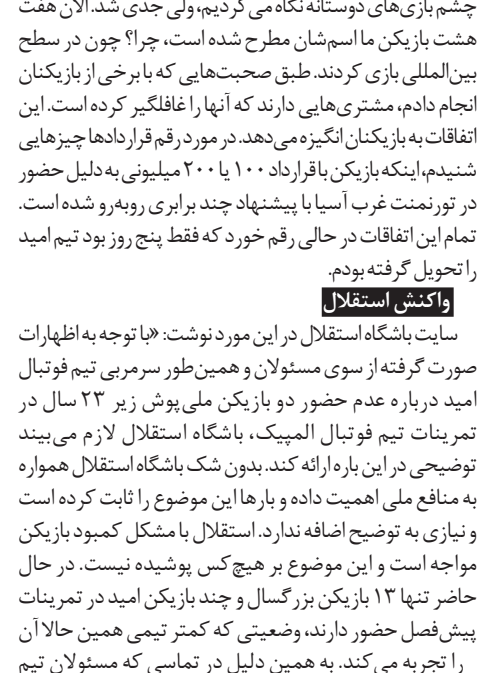 چشم بازی‌های دوستانه نگاه می‌کردیم، ولی جدی شد. الان هفت
هشت بازیکن ما اسم‌شان مطرح شده است، چرا؟ چون در سطح
بین‌المللی بازی کردند. طبق صحبت‌هایی که با برخی از بازیکنان
انجام دادم، مشتری‌هایی دارند که آنها را غافلگیر کرده است. این
اتفاقات به بازیکنان انگیزه می‌دهد. در مورد رقم قراردادها چیزهایی
شنیدم، اینکه بازیکن با قرارداد ۱۰۰ یا ۲۰۰ میلیونی به دلیل حضور
در تورنمنت غرب آسیا با پیشنهاد چند برابری روبه‌رو شده است.
تمام این اتفاقات در حالی رقم خورد که فقط پنج روز بود تیم امید
را تحویل گرفته بودم.
واکنش استقلال
سایت باشگاه استقلال در این مورد نوشت: «با توجه به اظهارات
صورت گرفته از سوی مسئولان و همین‌طور سرمربی تیم فوتبال
امید درباره عدم حضور دو بازیکن ملی‌پوش زیر ۲۳ سال در
تمرینات تیم فوتبال المپیک، باشگاه استقلال لازم می‌بیند
توضیحی در این باره ارائه کند. بدون شک باشگاه استقلال همواره
به منافع ملی اهمیت داده و بارها این موضوع را ثابت کرده است
و نیازی به توضیح اضافه ندارد. استقلال با مشکل کمبود بازیکن
مواجه است و این موضوع بر هیچ‌کس پوشیده نیست. در حال
حاضر تنها ۱۳ بازیکن بزرگسال و چند بازیکن امید در تمرینات
پیش‌فصل حضور دارند، وضعیتی که کمتر تیمی همین حالا آن
را تجربه می‌کند. به همین دلیل در تماسی که مسئولان تیم